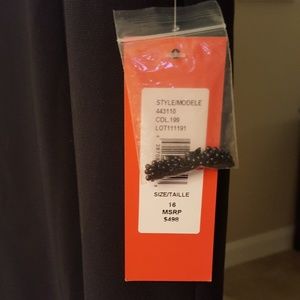 STYLE/MODELE
443110
COL.199
LOT111191
SIZE/TAILLE
16
MSRP
$498